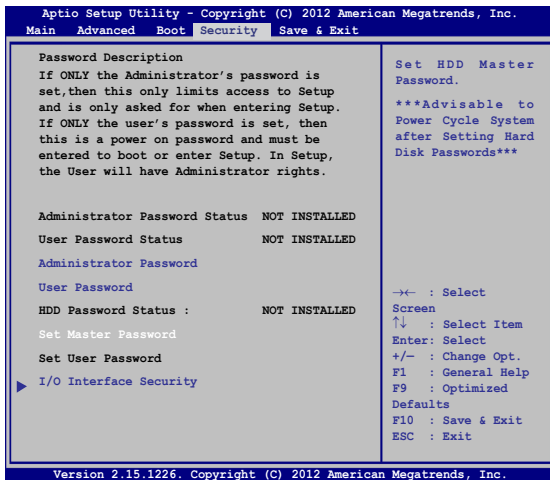 Aptio Setup Utility - Copyright (C) 2012 American Megatrends, Inc.
Main Advanced Boot Security Save & Exit
Password Description
If ONLY the Administrator's password is
set,then this only limits access to Setup
and is only asked for when entering Setup.
If ONLY the user's password is set, then
this is a power on password and must be
entered to boot or enter Setup. In Setup,
the User will have Administrator rights.
Administrator Password Status NOT INSTALLED
User Password Status NOT INSTALLED
Administrator Password
User Password
HDD Password Status : NOT INSTALLED
Set Master Password
Set User Password
I/O Interface Security
Set HDD Master
Password.
***Advisable to
Power Cycle System
after Setting Hard
Disk Passwords***
→← : Select
Screen
↑↓ : Select Item
Enter: Select
+/— : Change Opt.
F1 : General Help
F9 : Optimized
Defaults
F10 : Save & Exit
ESC : Exit
Version 2.15.1226. Copyright (C) 2012 American Megatrends, Inc.